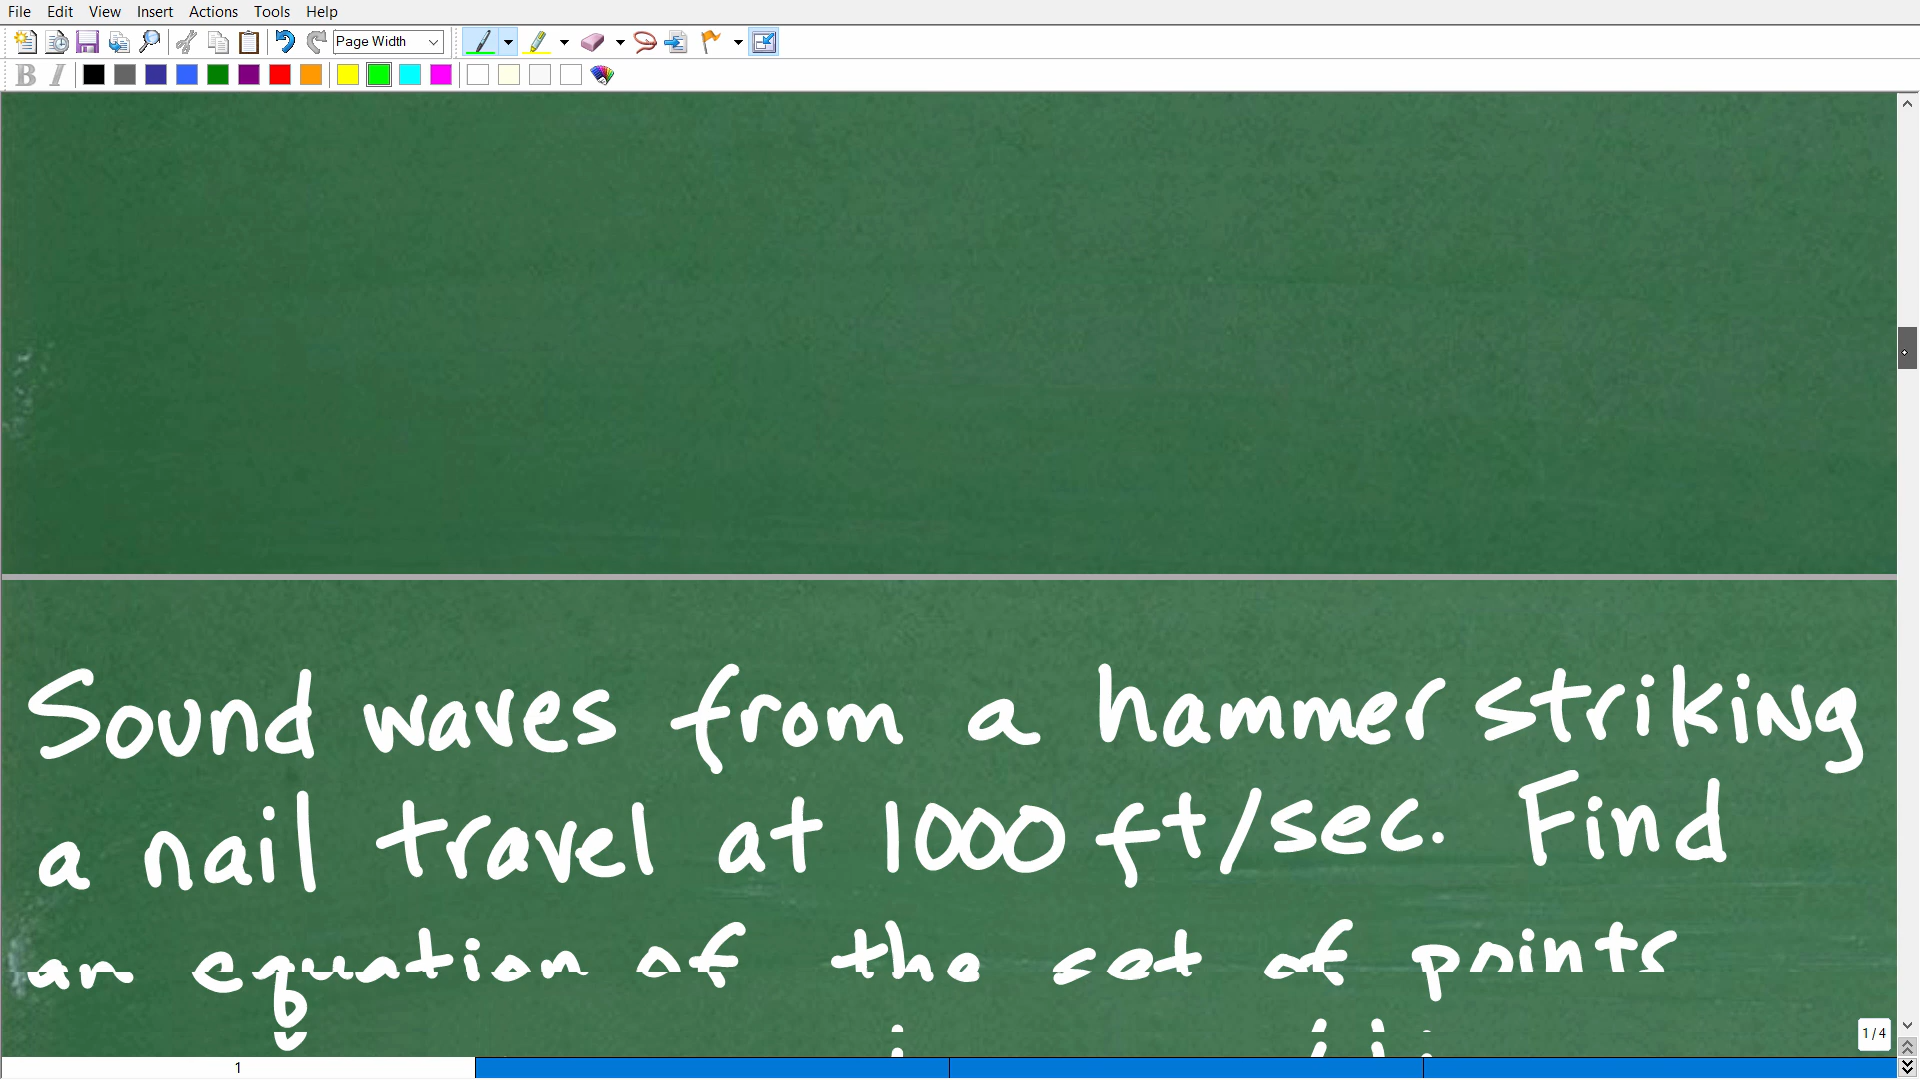 File Edit View Insert Actions Tools Help
Page Width
B I
Sound waves from a hammer striking
a nail travel at 1000 ft/sec. Find
an equation of the set of points
1 / 4
1